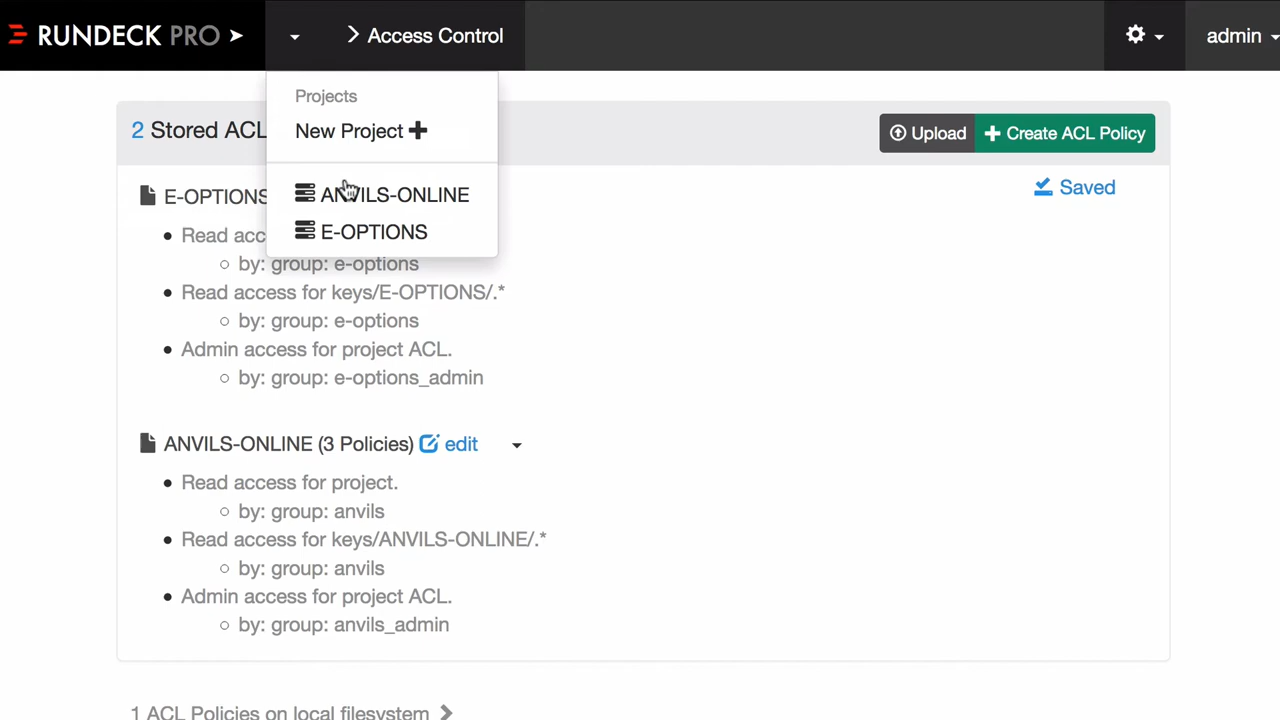 RUNDECK PRO
Access Control
admin
Projects
New Project
ANVILS-ONLINE
E-OPTIONS
2 Stored ACL
Upload
Create ACL Policy
Saved
E-OPTIONS
Read acc
by: group: e-options
Read access for keys/E-OPTIONS/.*
by: group: e-options
Admin access for project ACL.
by: group: e-options_admin
ANVILS-ONLINE (3 Policies) edit
Read access for project.
by: group: anvils
Read access for keys/ANVILS-ONLINE/.*
by: group: anvils
Admin access for project ACL.
by: group: anvils_admin
1 ACL Policies on local filesystem